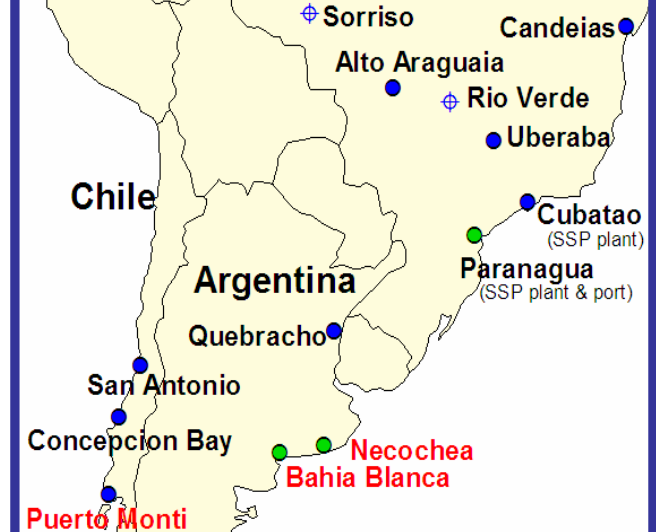 Sorriso
Candeias
Alto Araguaia
Rio Verde
Uberaba
Chile
Cubatao
(SSP plant)
Paranagua
(SSP plant & port)
Argentina
Quebracho
San Antonio
Concepcion Bay
Necochea
Bahia Blanca
Puerto Monti